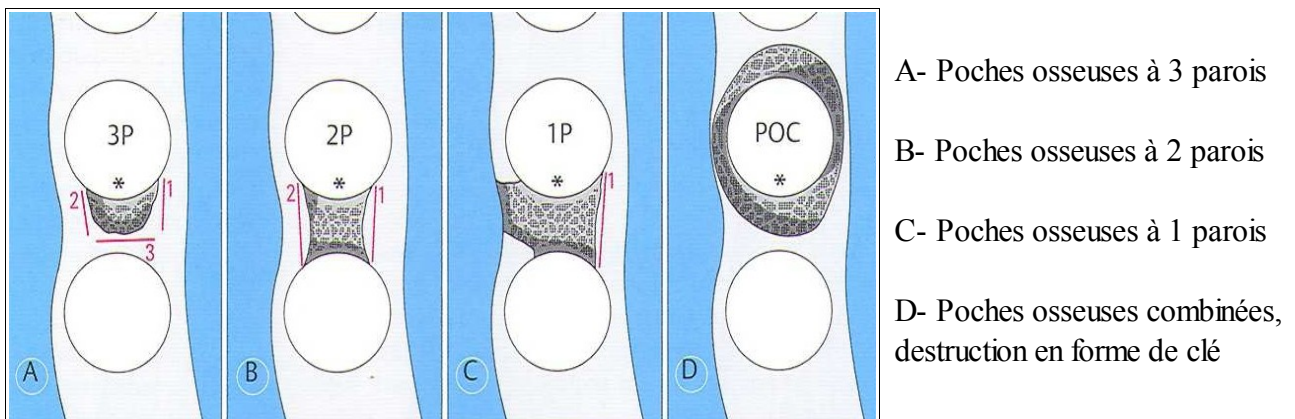 3P
*
2
1
3
A
2P
*
2
1
B
1P
*
1
C
POC
*
D
A- Poches osseuses à 3 parois
B- Poches osseuses à 2 parois
C- Poches osseuses à 1 parois
D- Poches osseuses combinées,
destruction en forme de clé